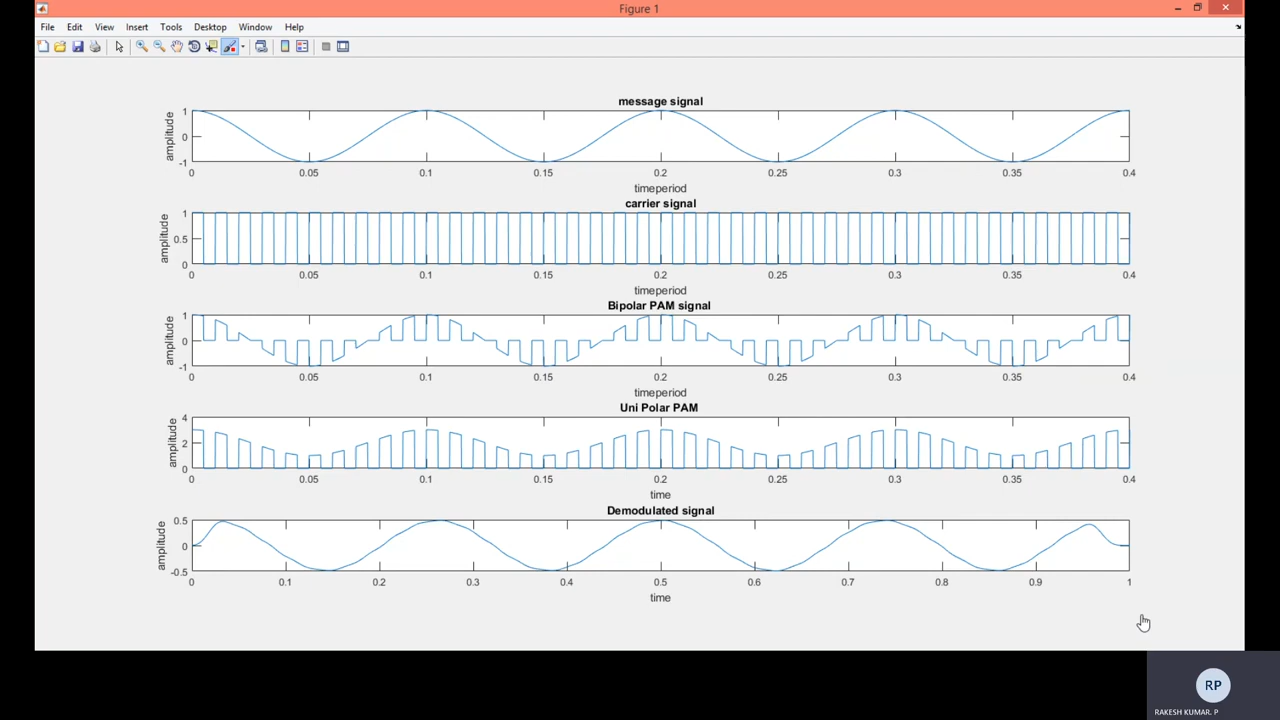 Figure 1
File Edit View Insert Tools Desktop Window Help
message signal
amplitude
1
0
-1
0 0.05 0.1 0.15 0.2 0.25 0.3 0.35 0.4
timeperiod
carrier signal
amplitude
1
0.5
0
0 0.05 0.1 0.15 0.2 0.25 0.3 0.35 0.4
timeperiod
Bipolar PAM signal
amplitude
1
0
-1
0 0.05 0.1 0.15 0.2 0.25 0.3 0.35 0.4
timeperiod
Uni Polar PAM
amplitude
4
2
0
0 0.05 0.1 0.15 0.2 0.25 0.3 0.35 0.4
time
Demodulated signal
amplitude
0.5
0
-0.5
0 0.1 0.2 0.3 0.4 0.5 0.6 0.7 0.8 0.9 1
time
RP
RAKESH KUMAR. P